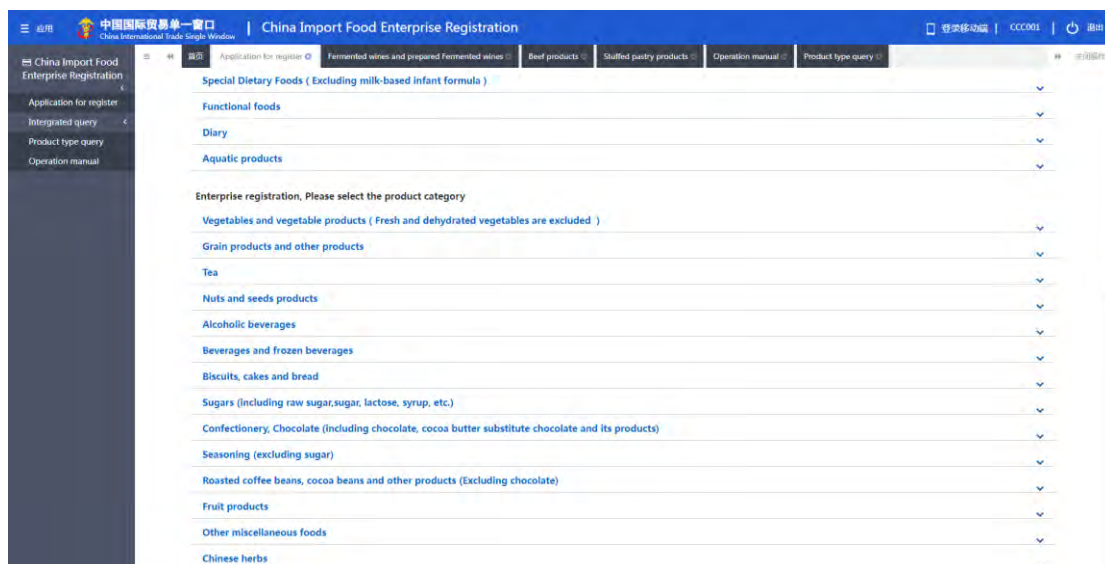 应用
中国国际贸易单一窗口
China International Trade Single Window
China Import Food Enterprise Registration
登录移动端
CCC001
退出
China Import Food
Enterprise Registration
Application for register
Intergrated query
Product type query
Operation manual
首页
Application for register
Fermented wines and prepared Fermented wines
Beef products
Stuffed pastry products
Operation manual
Product type query
Special Dietary Foods ( Excluding milk-based infant formula )
Functional foods
Diary
Aquatic products
Enterprise registration, Please select the product category
Vegetables and vegetable products ( Fresh and dehydrated vegetables are excluded )
Grain products and other products
Tea
Nuts and seeds products
Alcoholic beverages
Beverages and frozen beverages
Biscuits, cakes and bread
Sugars (including raw sugar,sugar, lactose, syrup, etc.)
Confectionery, Chocolate (including chocolate, cocoa butter substitute chocolate and its products)
Seasoning (excluding sugar)
Roasted coffee beans, cocoa beans and other products (Excluding chocolate)
Fruit products
Other miscellaneous foods
Chinese herbs